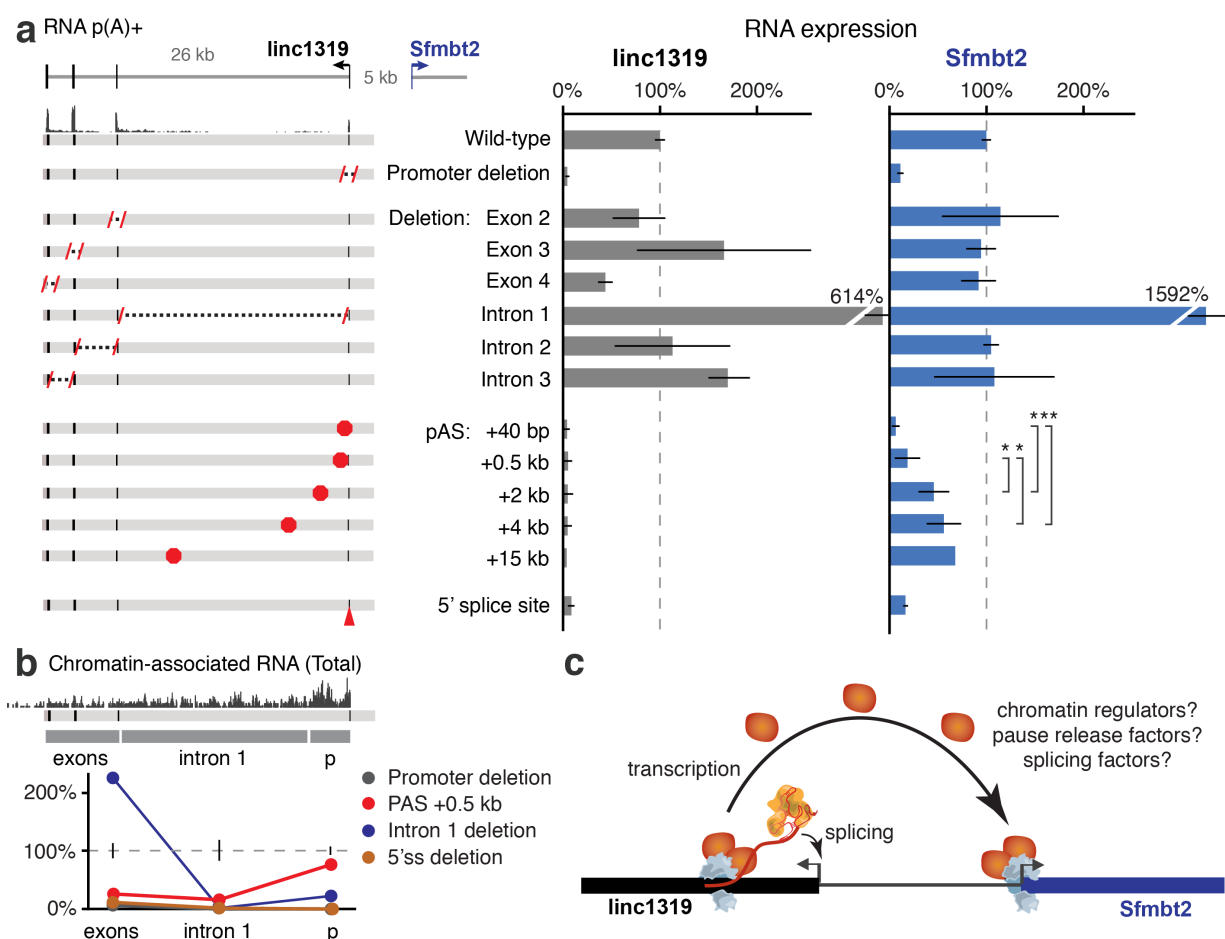 a RNA p(A)+
RNA expression
linc1319
Sfmbt2
26 kb
5 kb
linc1319
Sfmbt2
0% 100% 200%
0% 100% 200%
Wild-type
Promoter deletion
Deletion: Exon 2
Exon 3
Exon 4
614%
1592%
Intron 1
Intron 2
Intron 3
pAS: +40 bp
* ***
+0.5 kb
* *
+2 kb
+4 kb
+15 kb
5’ splice site
b Chromatin-associated RNA (Total)
exons intron 1 p
200%
100%
0%
exons intron 1 p
Promoter deletion
PAS +0.5 kb
Intron 1 deletion
5’ss deletion
c
chromatin regulators?
pause release factors?
splicing factors?
transcription
splicing
linc1319
Sfmbt2